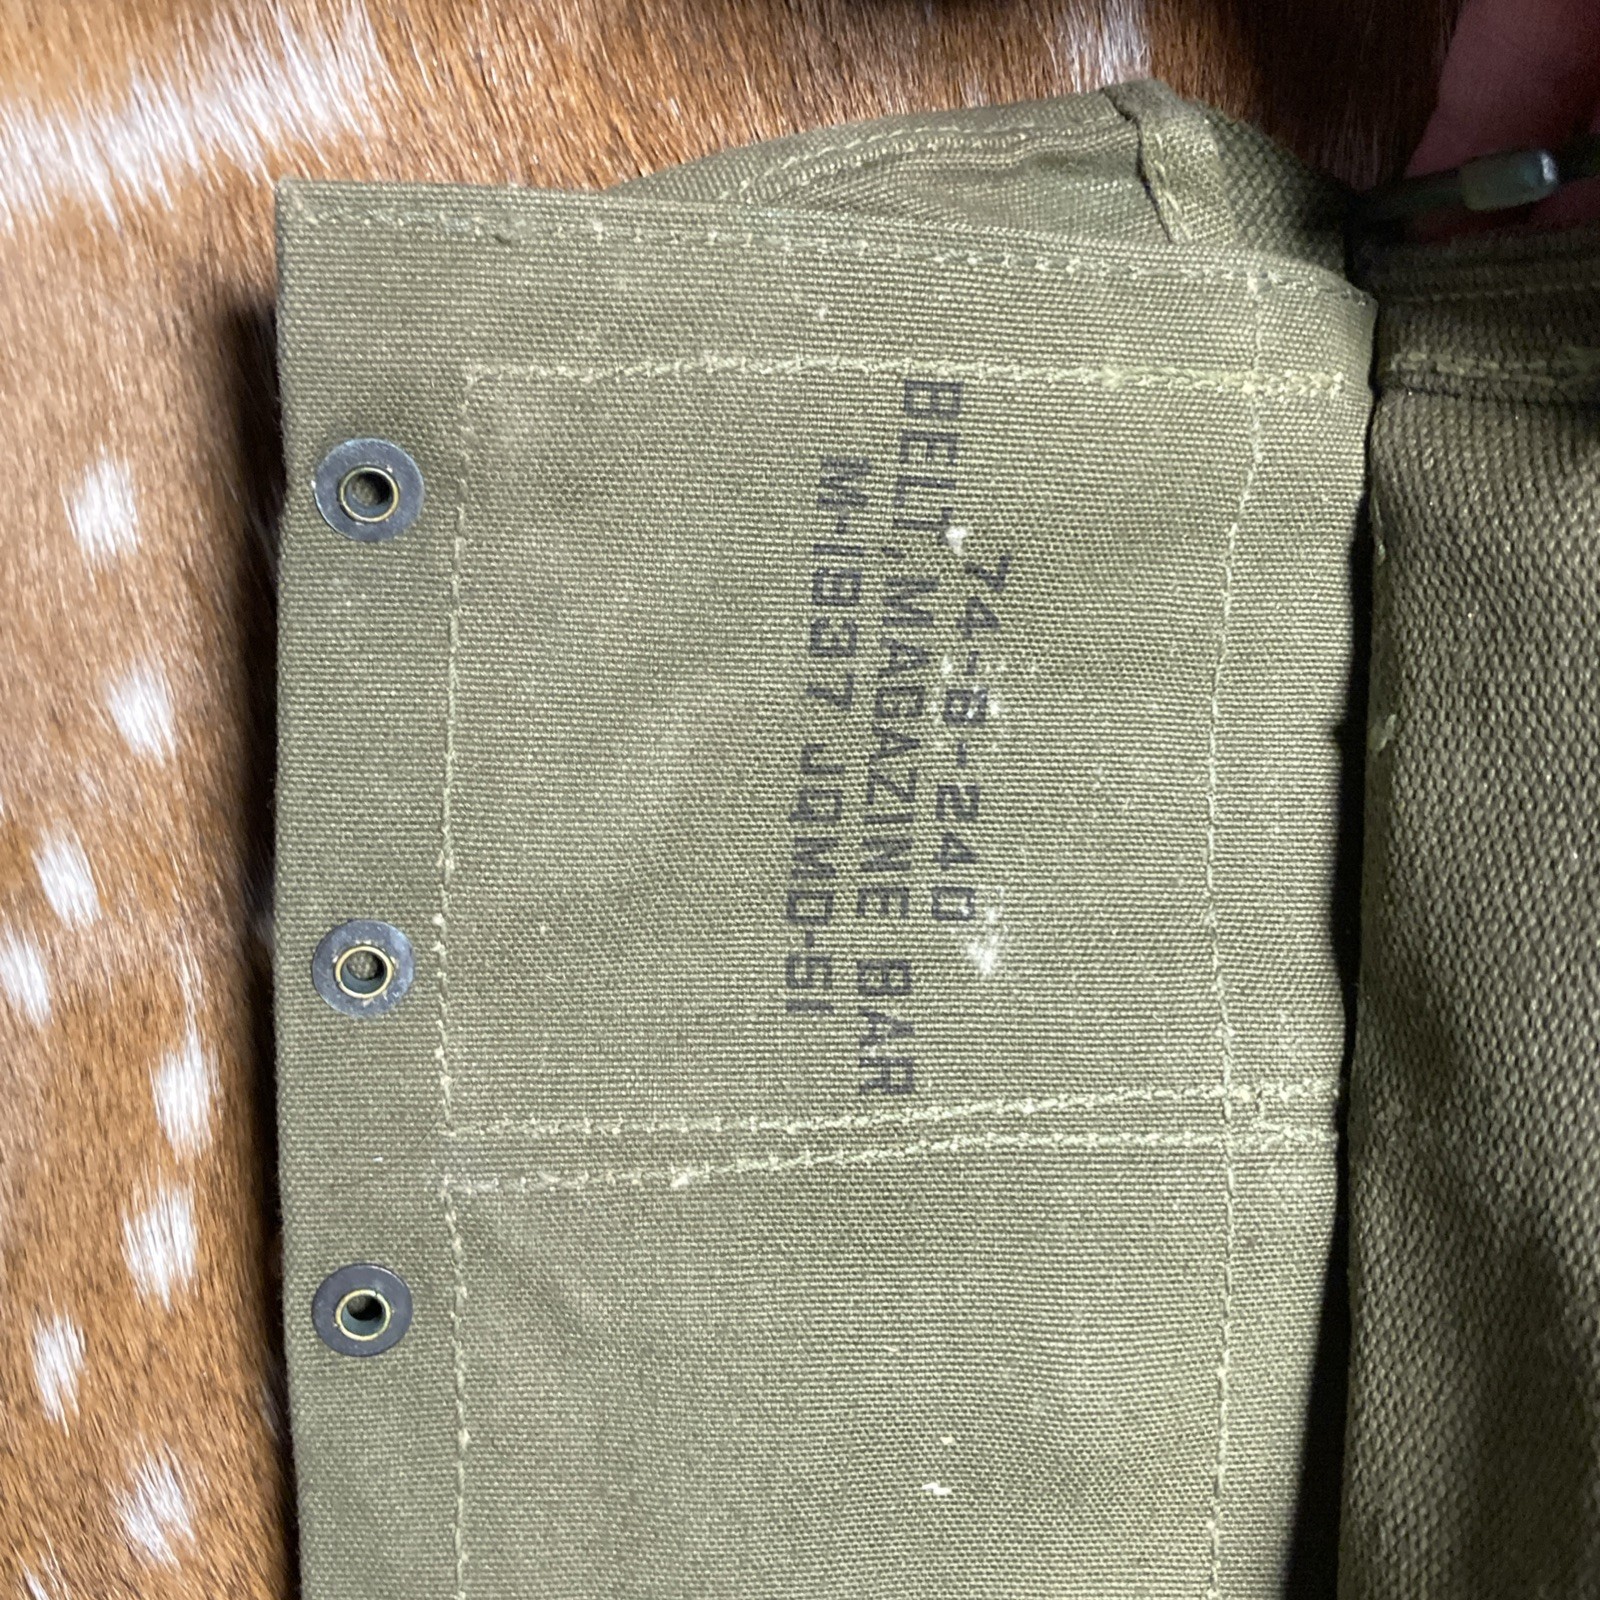 74-B-240
BELT, MAGAZINE BAR
M-1937 JQMD-51